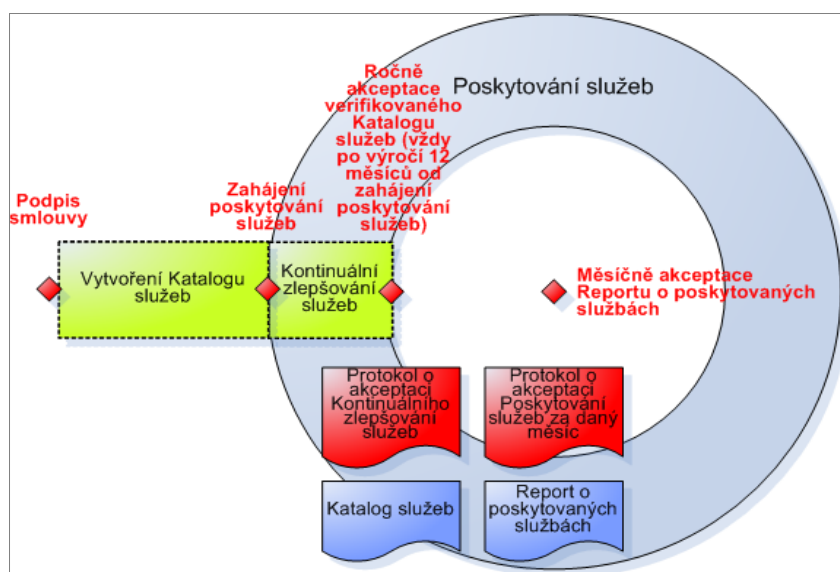 Ročně
akceptace
verifikovaného
Katalogu
služeb (vždy
po výročí 12
měsíců od
zahájení
poskytování
služeb)
Poskytování služeb
Podpis
smlouvy
Zahájení
poskytování
služeb
Vytvoření Katalogu
služeb
Kontinuální
zlepšování
služeb
Měsíčně akceptace
Reportu o poskytovaných
službách
Protokol o
akceptaci
Kontinuálního
zlepšování
služeb
Protokol o
akceptaci
Poskytování
služeb za daný
měsíc
Katalog služeb
Report o
poskytovaných
službách